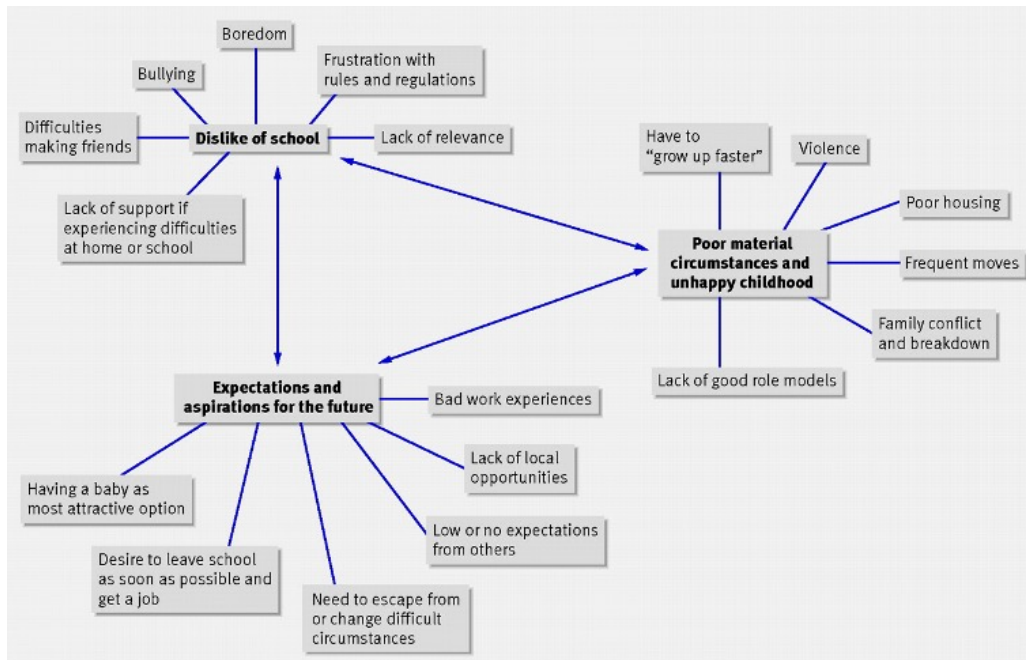 Boredom
Bullying
Frustration with
rules and regulations
Difficulties
making friends
Dislike of school
Lack of relevance
Lack of support if
experiencing difficulties
at home or school
Have to
“grow up faster”
Violence
Poor housing
Poor material
circumstances and
unhappy childhood
Frequent moves
Family conflict
and breakdown
Lack of good role models
Expectations and
aspirations for the future
Bad work experiences
Lack of local
opportunities
Having a baby as
most attractive option
Low or no expectations
from others
Desire to leave school
as soon as possible and
get a job
Need to escape from
or change difficult
circumstances